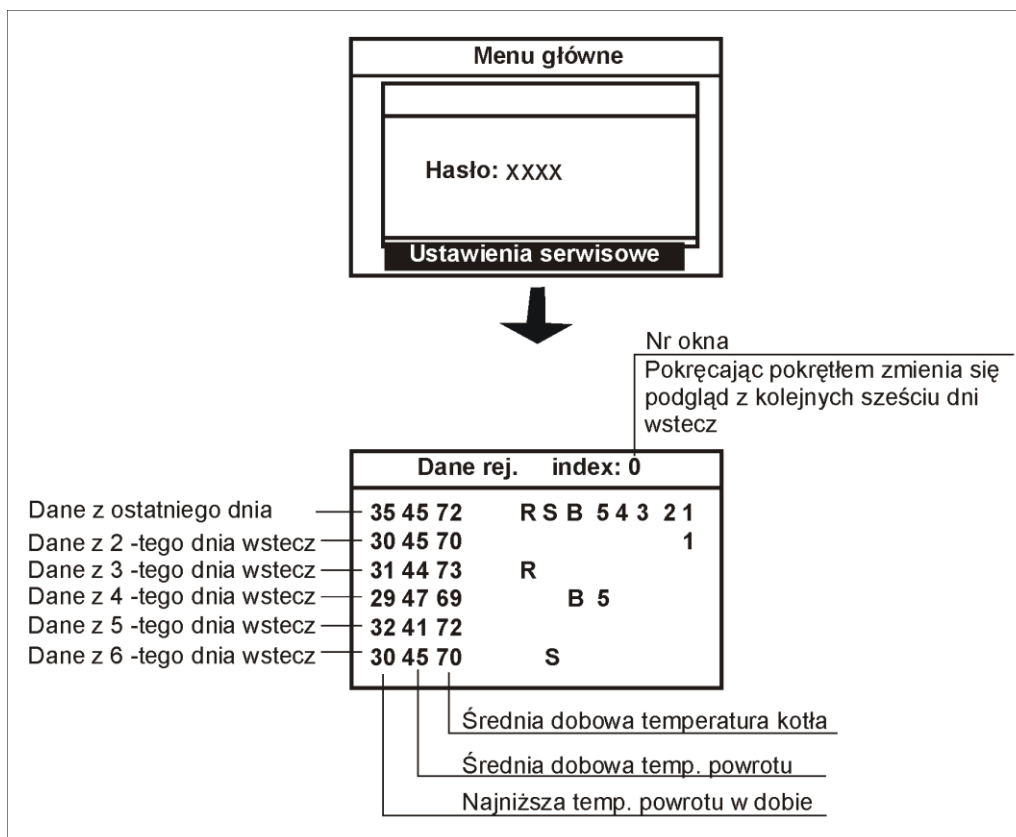 Menu główne
Hasło: xxxx
Ustawienia serwisowe
Nr okna
Pokręcając pokrętłem zmienia się
podgląd z kolejnych sześciu dni
wstecz
Dane rej. index: 0
Dane z ostatniego dnia 35 45 72 R S B 5 4 3 2 1
Dane z 2 -tego dnia wstecz 30 45 70 1
Dane z 3 -tego dnia wstecz 31 44 73 R
Dane z 4 -tego dnia wstecz 29 47 69 B 5
Dane z 5 -tego dnia wstecz 32 41 72
Dane z 6 -tego dnia wstecz 30 45 70 S
Średnia dobowa temperatura kotła
Średnia dobowa temp. powrotu
Najniższa temp. powrotu w dobie